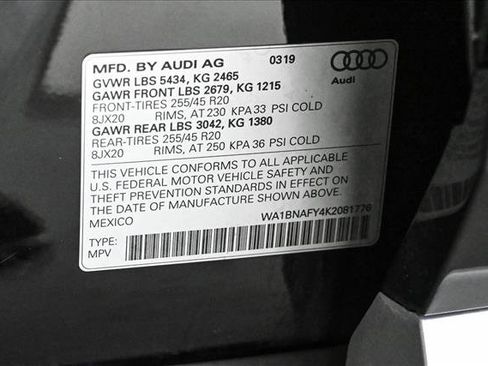 MFD. BY AUDI AG 0319
GVWR LBS 5434, KG 2465
GAWR FRONT LBS 2679, KG 1215
FRONT-TIRES 255/45 R20
8JX20 RIMS, AT 230 KPA 33 PSI COLD
GAWR REAR LBS 3042, KG 1380
REAR-TIRES 255/45 R20
8JX20 RIMS, AT 250 KPA 36 PSI COLD
Audi
THIS VEHICLE CONFORMS TO ALL APPLICABLE
U.S. FEDERAL MOTOR VEHICLE SAFETY AND
THEFT PREVENTION STANDARDS IN EFFECT ON
THE DATE OF MANUFACTURE SHOWN ABOVE.
MEXICO WA1BNAFY4K2081776
TYPE:
MPV